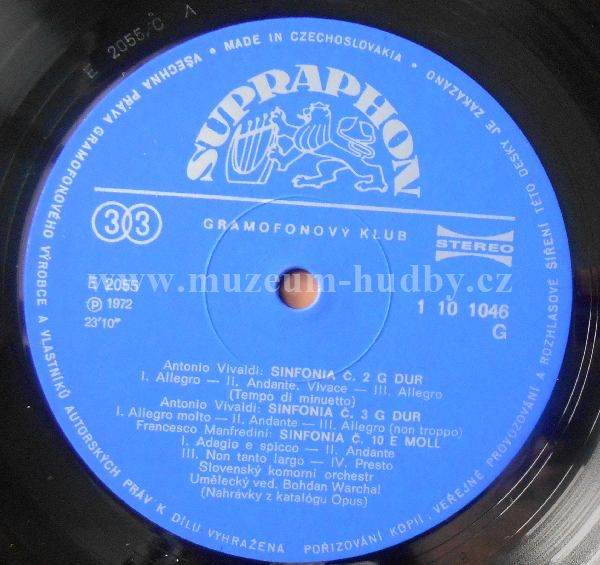 E 2055/Č A
VŠECHNA PRÁVA GRAMOFONOVÉHO VÝROBCE A VLASTNÍKŮ AUTORSKÝCH PRÁV K DÍLU VYHRAŽENA
POŘIZOVÁNÍ KOPIÍ, VEŘEJNÉ PROVOZOVÁNÍ A ROZHLASOVÉ ŠÍŘENÍ TÉTO DESKY JE ZAKÁZÁNO
• MADE IN CZECHOSLOVAKIA •
SUPRAPHON
33
GRAMOFONOVÝ KLUB
STEREO
www.muzeum-hudby.cz
E 2055
Ⓟ 1972
23'10"
1 10 1046
G
Antonio Vivaldi: SINFONIA Č. 2 G DUR
I. Allegro — II. Andante. Vivace — III. Allegro
(Tempo di minuetto)
Antonio Vivaldi: SINFONIA Č. 3 G DUR
I. Allegro molto — II. Andante — III. Allegro (non troppo)
Francesco Manfredini: SINFONIA Č. 10 E MOLL
I. Adagio e spicco — II. Andante
III. Non tanto largo — IV. Presto
Slovenský komorní orchestr
Umělecký ved. Bohdan Warchal
(Nahrávky z katalógu Opus)